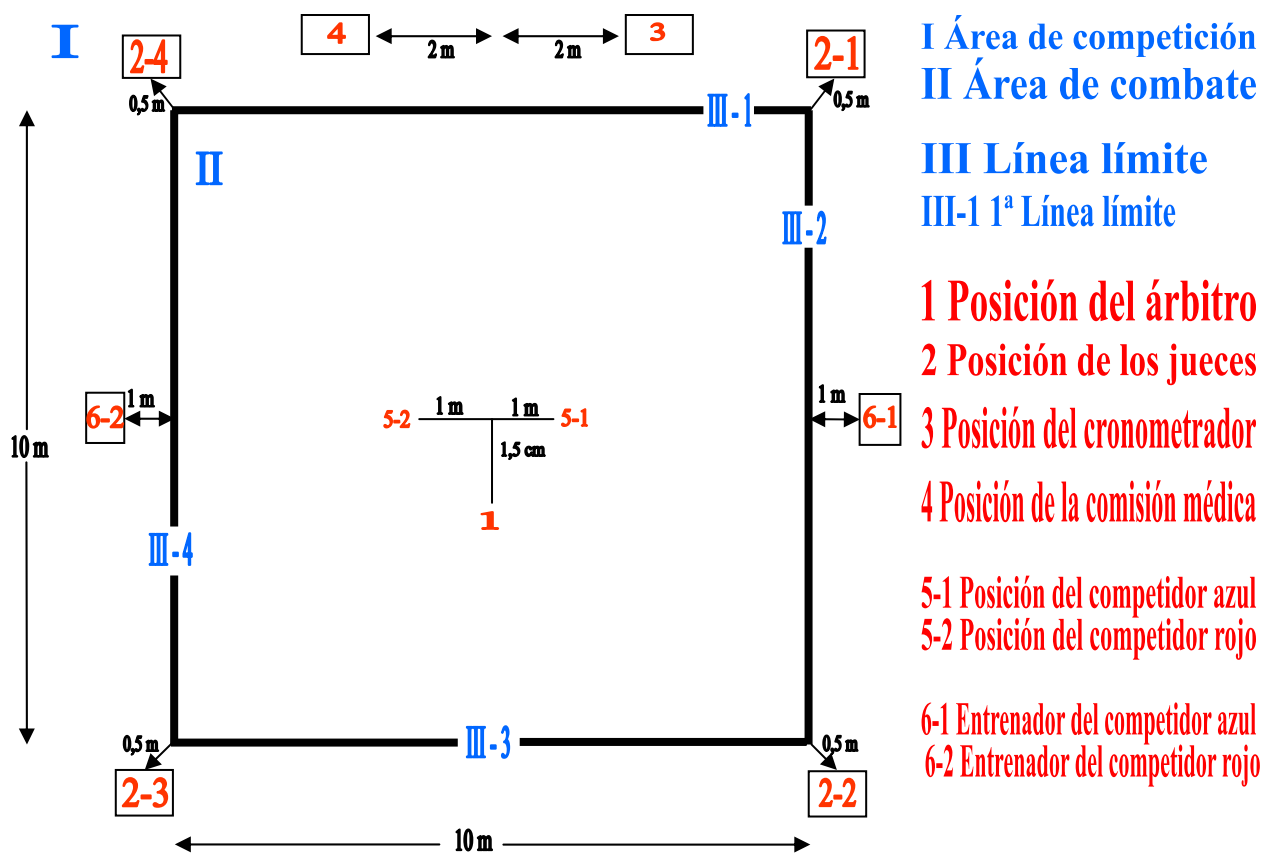 I
4
2 m
2 m
3
2-4
2-1
0,5 m
0,5 m
III - 1
II
III - 2
6-2
1 m
5-2
1 m
1 m
5-1
1 m
6-1
10 m
1,5 cm
1
III - 4
0,5 m
III - 3
0,5 m
2-3
2-2
10 m
I Área de competición
II Área de combate
III Línea límite
III-1 1ª Línea límite
1 Posición del árbitro
2 Posición de los jueces
3 Posición del cronometrador
4 Posición de la comisión médica
5-1 Posición del competidor azul
5-2 Posición del competidor rojo
6-1 Entrenador del competidor azul
6-2 Entrenador del competidor rojo